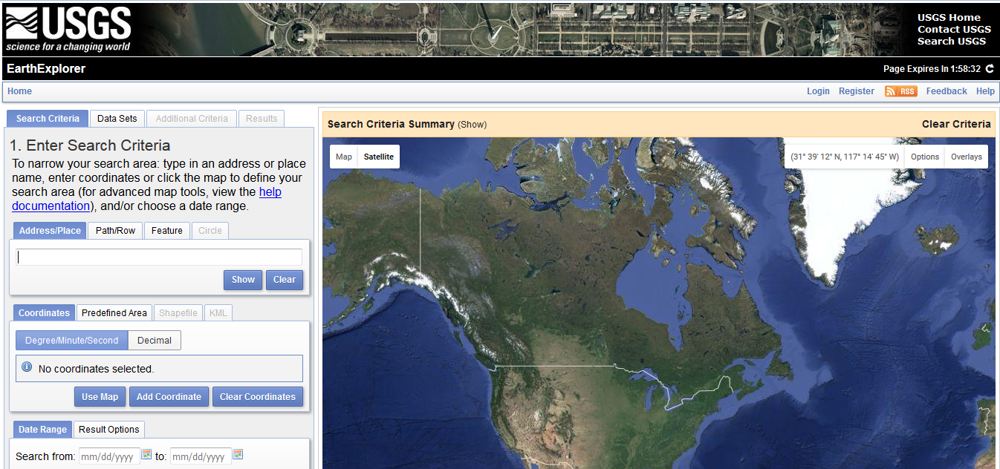 USGS
science for a changing world
USGS Home
Contact USGS
Search USGS
EarthExplorer
Page Expires In 1:58:32
Home
Login Register RSS Feedback Help
Search Criteria Data Sets Additional Criteria Results
1. Enter Search Criteria
To narrow your search area: type in an address or place
name, enter coordinates or click the map to define your
search area (for advanced map tools, view the help
documentation), and/or choose a date range.
Address/Place Path/Row Feature Circle
Show Clear
Coordinates Predefined Area Shapefile KML
Degree/Minute/Second Decimal
No coordinates selected.
Use Map Add Coordinate Clear Coordinates
Date Range Result Options
Search from: mm/dd/yyyy to: mm/dd/yyyy
Search Criteria Summary (Show) Clear Criteria
Map Satellite (31° 39' 12" N, 117° 14' 45" W) Options Overlays